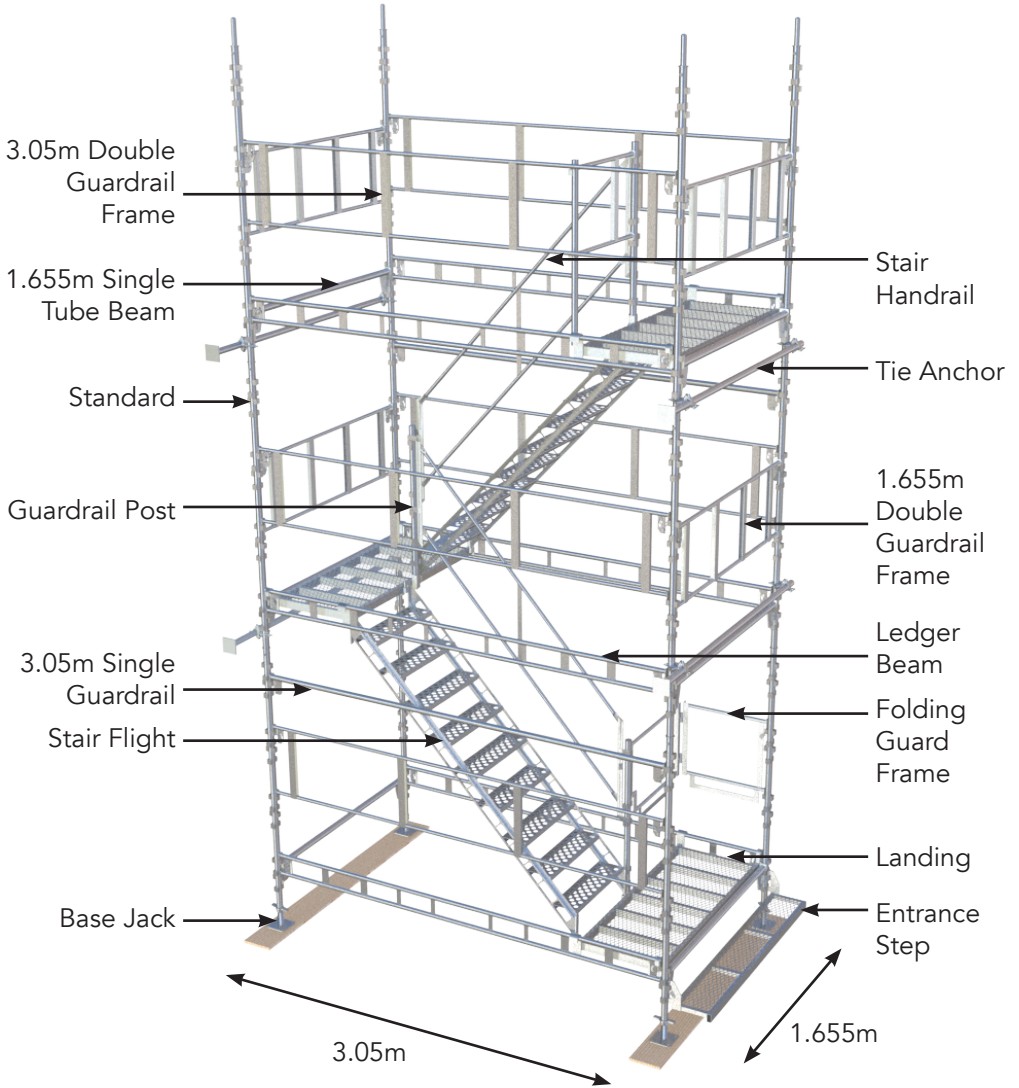 3.05m Double
Guardrail
Frame
1.655m Single
Tube Beam
Standard
Guardrail Post
3.05m Single
Guardrail
Stair Flight
Base Jack
Stair
Handrail
Tie Anchor
1.655m
Double
Guardrail
Frame
Ledger
Beam
Folding
Guard
Frame
Landing
Entrance
Step
3.05m
1.655m